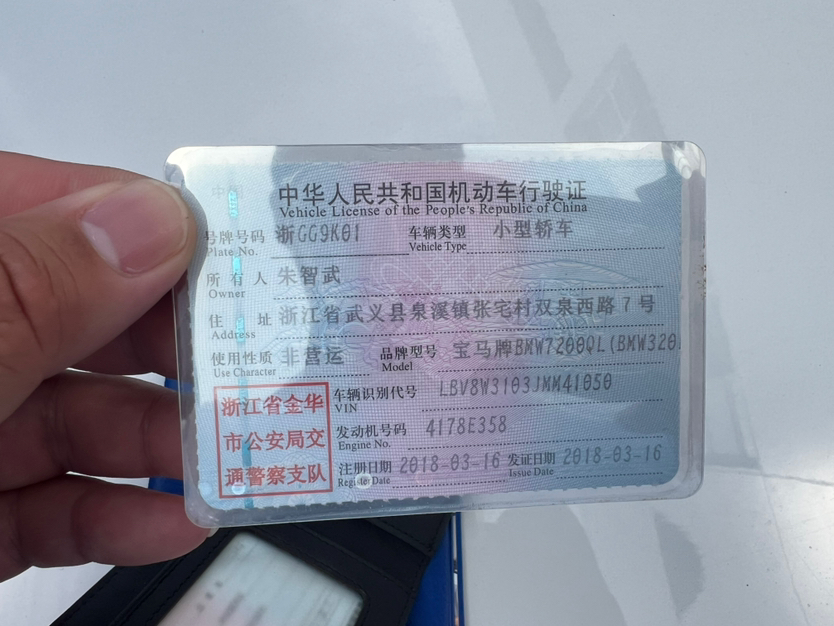 中华人民共和国机动车行驶证
Vehicle License of the People's Republic of China
号牌号码 浙GG9K01 车辆类型 小型轿车
Plate No. Vehicle Type
所有人 朱智武
Owner
住址 浙江省武义县泉溪镇张宅村双泉西路7号
Address
使用性质 非营运 品牌型号 宝马牌BMW7200QL(BMW320
Use Character Model
浙江省金华
市公安局交
通警察支队
车辆识别代号 LBV8W3103JMM41050
VIN
发动机号码 4178E358
Engine No.
注册日期 2018-03-16 发证日期 2018-03-16
Register Date Issue Date